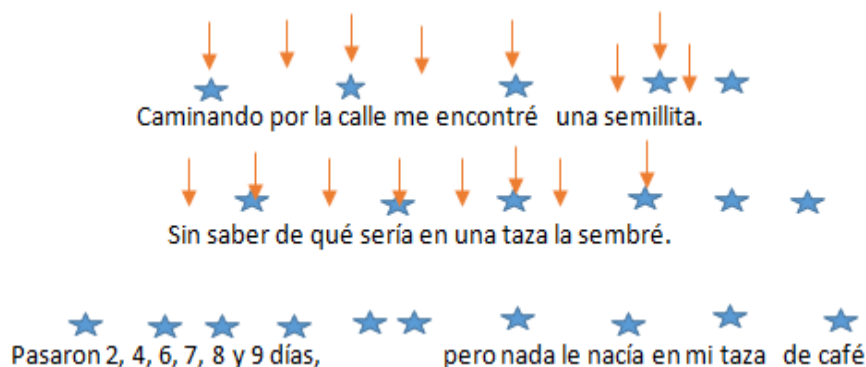 Caminando por la calle me encontré una semillita.
Sin saber de qué sería en una taza la sembré.
Pasaron 2, 4, 6, 7, 8 y 9 días, pero nada le nacía en mi taza de café